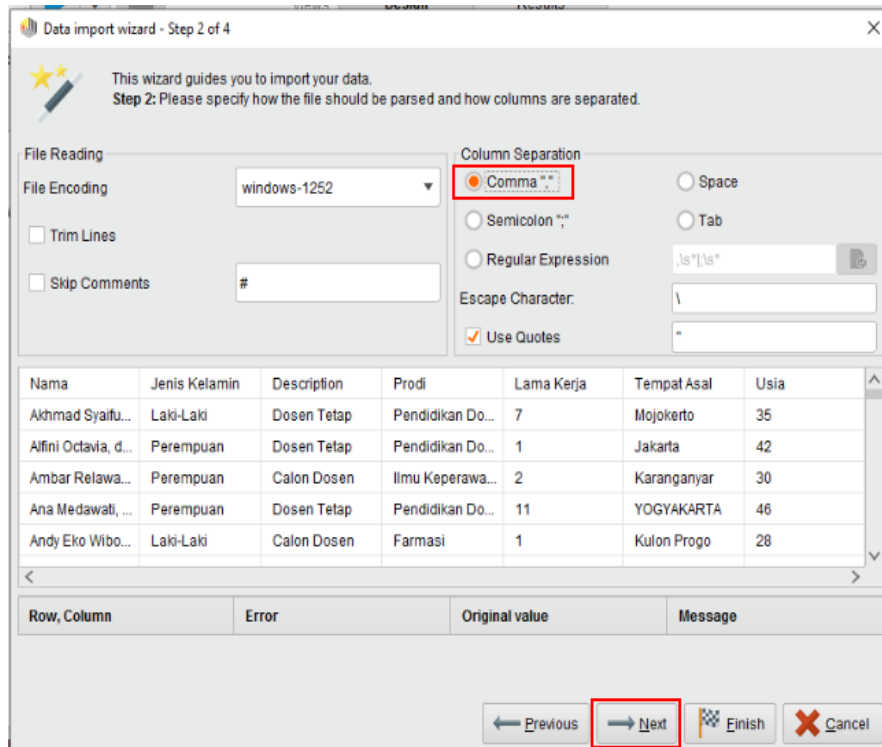 Views Design Results
Data import wizard - Step 2 of 4
This wizard guides you to import your data.
Step 2: Please specify how the file should be parsed and how columns are separated.
File Reading
File Encoding windows-1252
Trim Lines
Skip Comments #
Column Separation
Comma "," Space
Semicolon ";" Tab
Regular Expression ,\s*|;\s*
Escape Character: \
Use Quotes "
Nama Jenis Kelamin Description Prodi Lama Kerja Tempat Asal Usia
Akhmad Syaifu... Laki-Laki Dosen Tetap Pendidikan Do... 7 Mojokerto 35
Alfini Octavia, d... Perempuan Dosen Tetap Pendidikan Do... 1 Jakarta 42
Ambar Relawa... Perempuan Calon Dosen Ilmu Keperawa... 2 Karanganyar 30
Ana Medawati, ... Perempuan Dosen Tetap Pendidikan Do... 11 YOGYAKARTA 46
Andy Eko Wibo... Laki-Laki Calon Dosen Farmasi 1 Kulon Progo 28
Row, Column Error Original value Message
Previous Next Finish Cancel